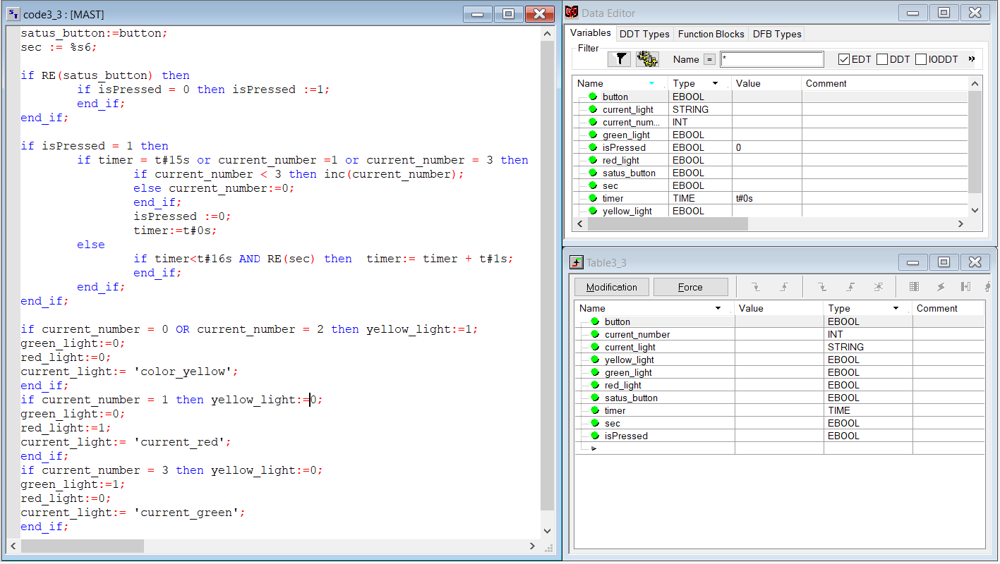 code3_3 : [MAST]
satus_button:=button;
sec := %s6;
if RE(satus_button) then
if isPressed = 0 then isPressed :=1;
end_if;
end_if;
if isPressed = 1 then
if timer = t#15s or current_number =1 or current_number = 3 then
if current_number < 3 then inc(current_number);
else current_number:=0;
end_if;
isPressed :=0;
timer:=t#0s;
else
if timer<t#16s AND RE(sec) then  timer:= timer + t#1s;
end_if;
end_if;
end_if;
if current_number = 0 OR current_number = 2 then yellow_light:=1;
green_light:=0;
red_light:=0;
current_light:= 'color_yellow';
end_if;
if current_number = 1 then yellow_light:=0;
green_light:=0;
red_light:=1;
current_light:= 'current_red';
end_if;
if current_number = 3 then yellow_light:=0;
green_light:=1;
red_light:=0;
current_light:= 'current_green';
end_if;
Data Editor
Variables DDT Types Function Blocks DFB Types
Filter
Name = * EDT DDT IODDT »
Name Type Value Comment
button EBOOL
current_light STRING
current_num... INT
green_light EBOOL
isPressed EBOOL 0
red_light EBOOL
satus_button EBOOL
sec EBOOL
timer TIME t#0s
yellow_light EBOOL
Table3_3
Modification Force
Name Value Type Comment
button EBOOL
current_number INT
current_light STRING
yellow_light EBOOL
green_light EBOOL
red_light EBOOL
satus_button EBOOL
timer TIME
sec EBOOL
isPressed EBOOL